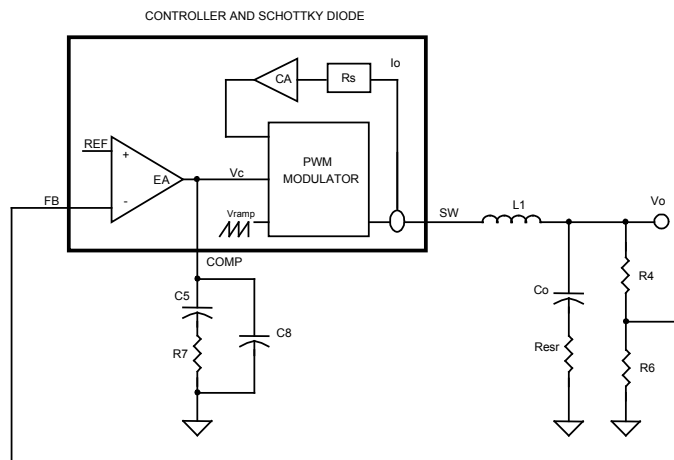 CONTROLLER AND SCHOTTKY DIODE
Io
CA
Rs
REF
+
EA
-
Vc
PWM
MODULATOR
FB
Vramp
SW
L1
Vo
COMP
C5
R7
C8
Co
Resr
R4
R6